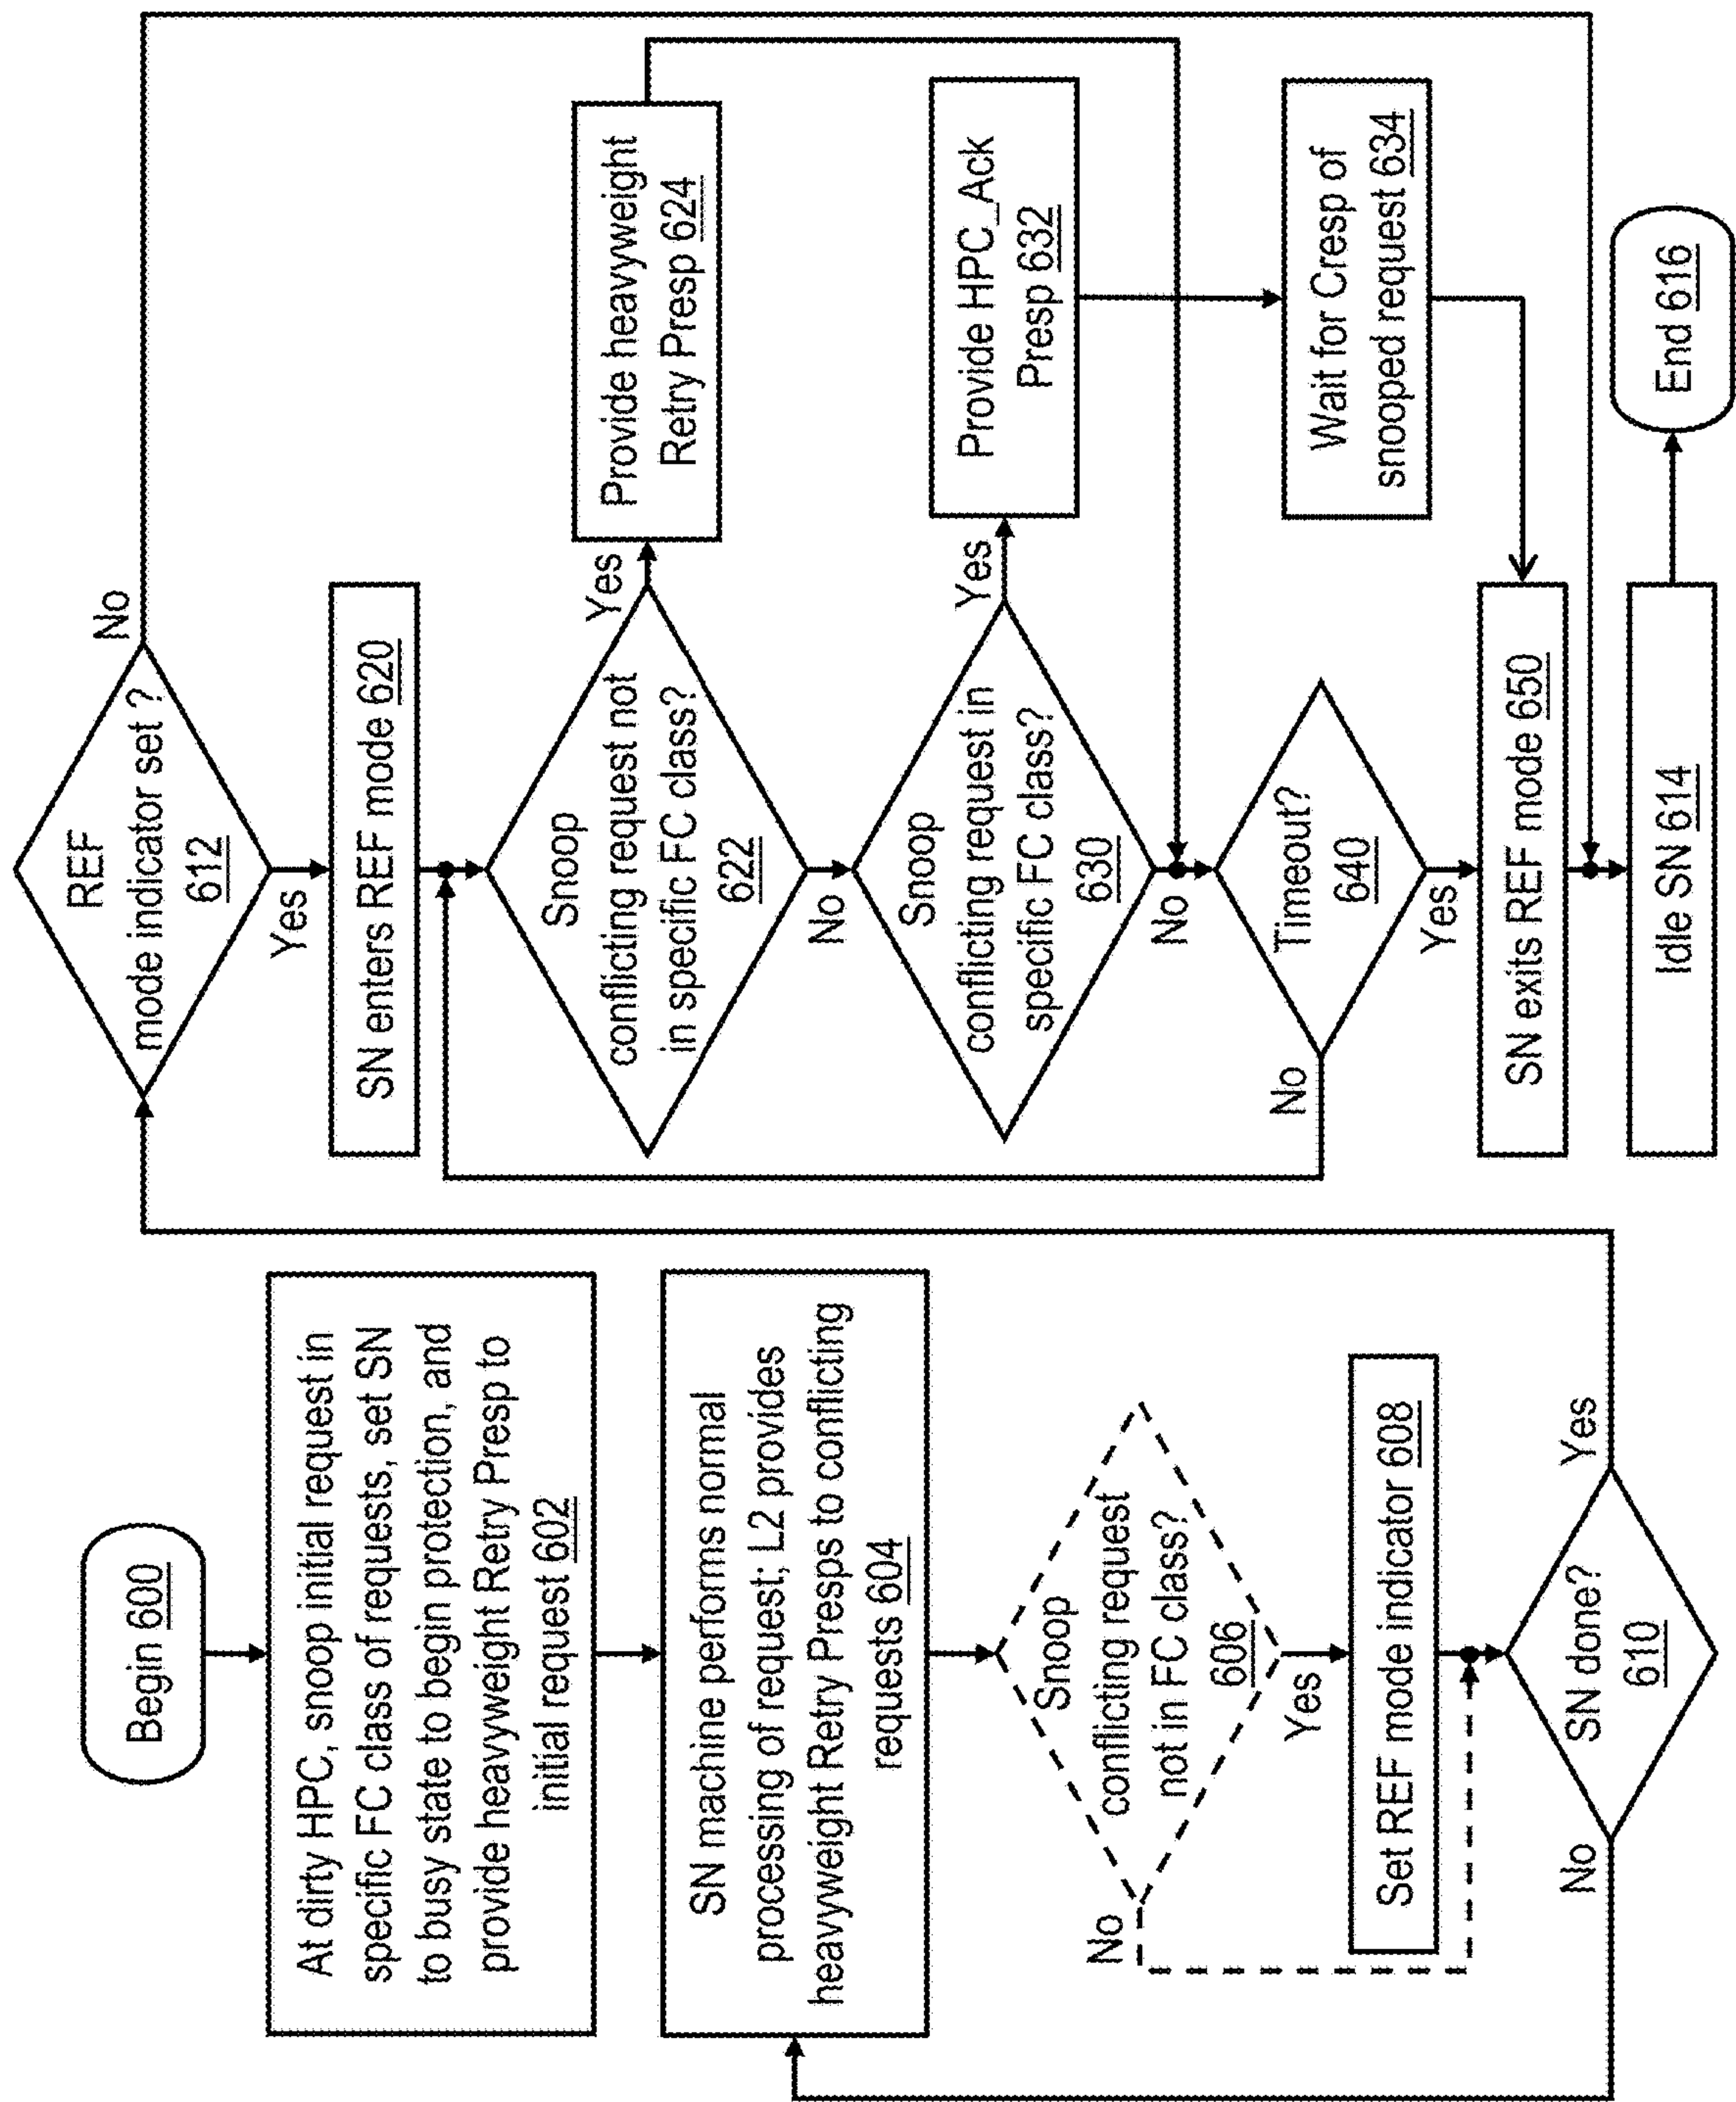 Begin 600
At dirty HPC, snoop initial request in
specific FC class of requests, set SN
to busy state to begin protection, and
provide heavyweight Retry Presp to
initial request 602
SN machine performs normal
processing of request; L2 provides
heavyweight Retry Presps to conflicting
requests 604
Snoop
conflicting request
not in FC class?
606
No
Yes
Set REF mode indicator 608
SN done?
610
No
Yes
REF
mode indicator set ?
612
No
Yes
SN enters REF mode 620
Snoop
conflicting request not
in specific FC class?
622
Yes
No
Provide heavyweight
Retry Presp 624
Snoop
conflicting request in
specific FC class?
630
Yes
No
Provide HPC_Ack
Presp 632
Wait for Cresp of
snooped request 634
Timeout?
640
No
Yes
SN exits REF mode 650
Idle SN 614
End 616